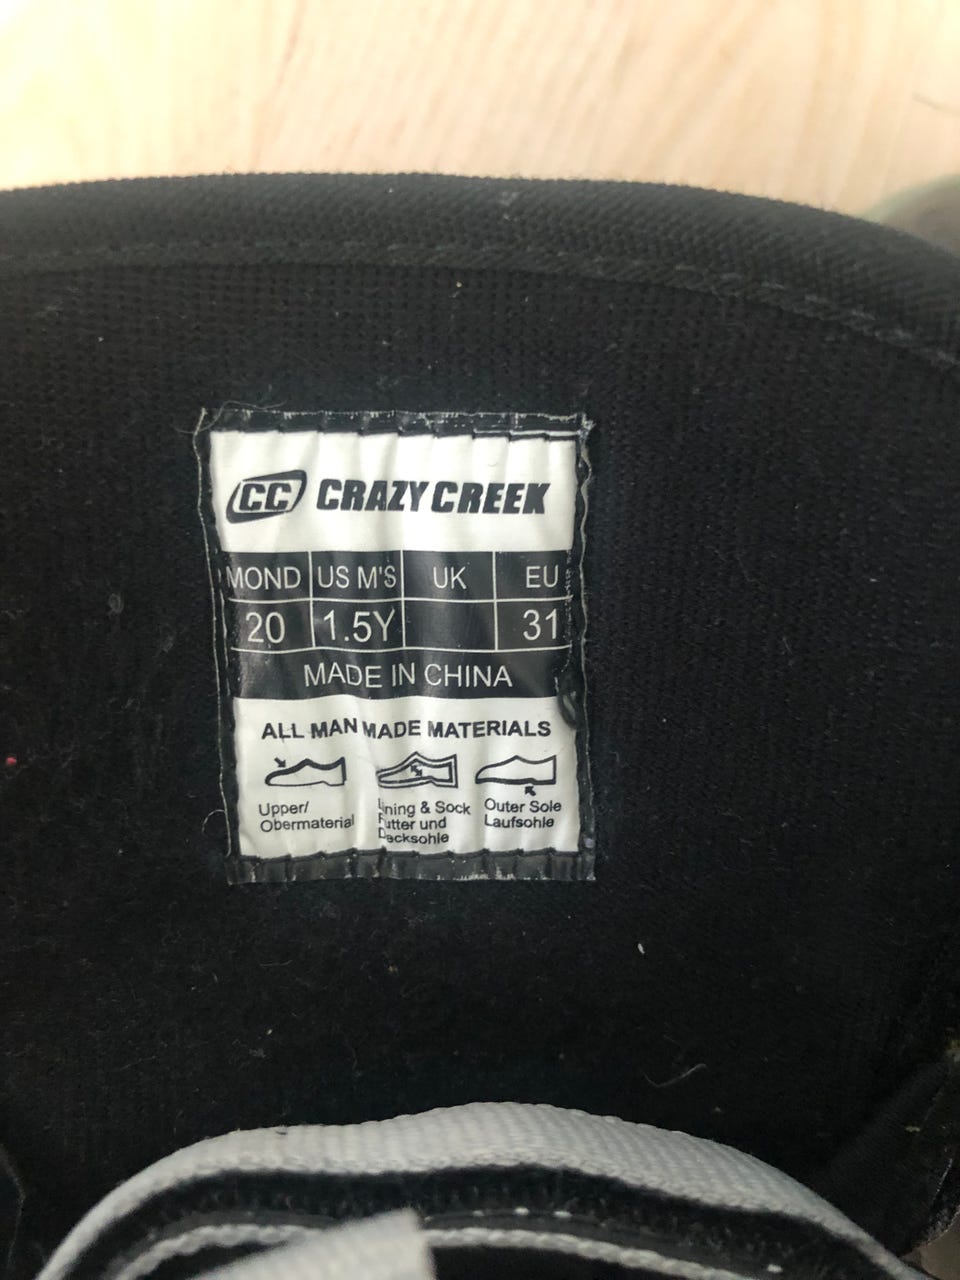 CC CRAZY CREEK
MOND US M'S UK EU
20 1.5Y 31
MADE IN CHINA
ALL MAN MADE MATERIALS
Upper/
Obermaterial
Lining & Sock
Futter und
Decksohle
Outer Sole
Laufsohle